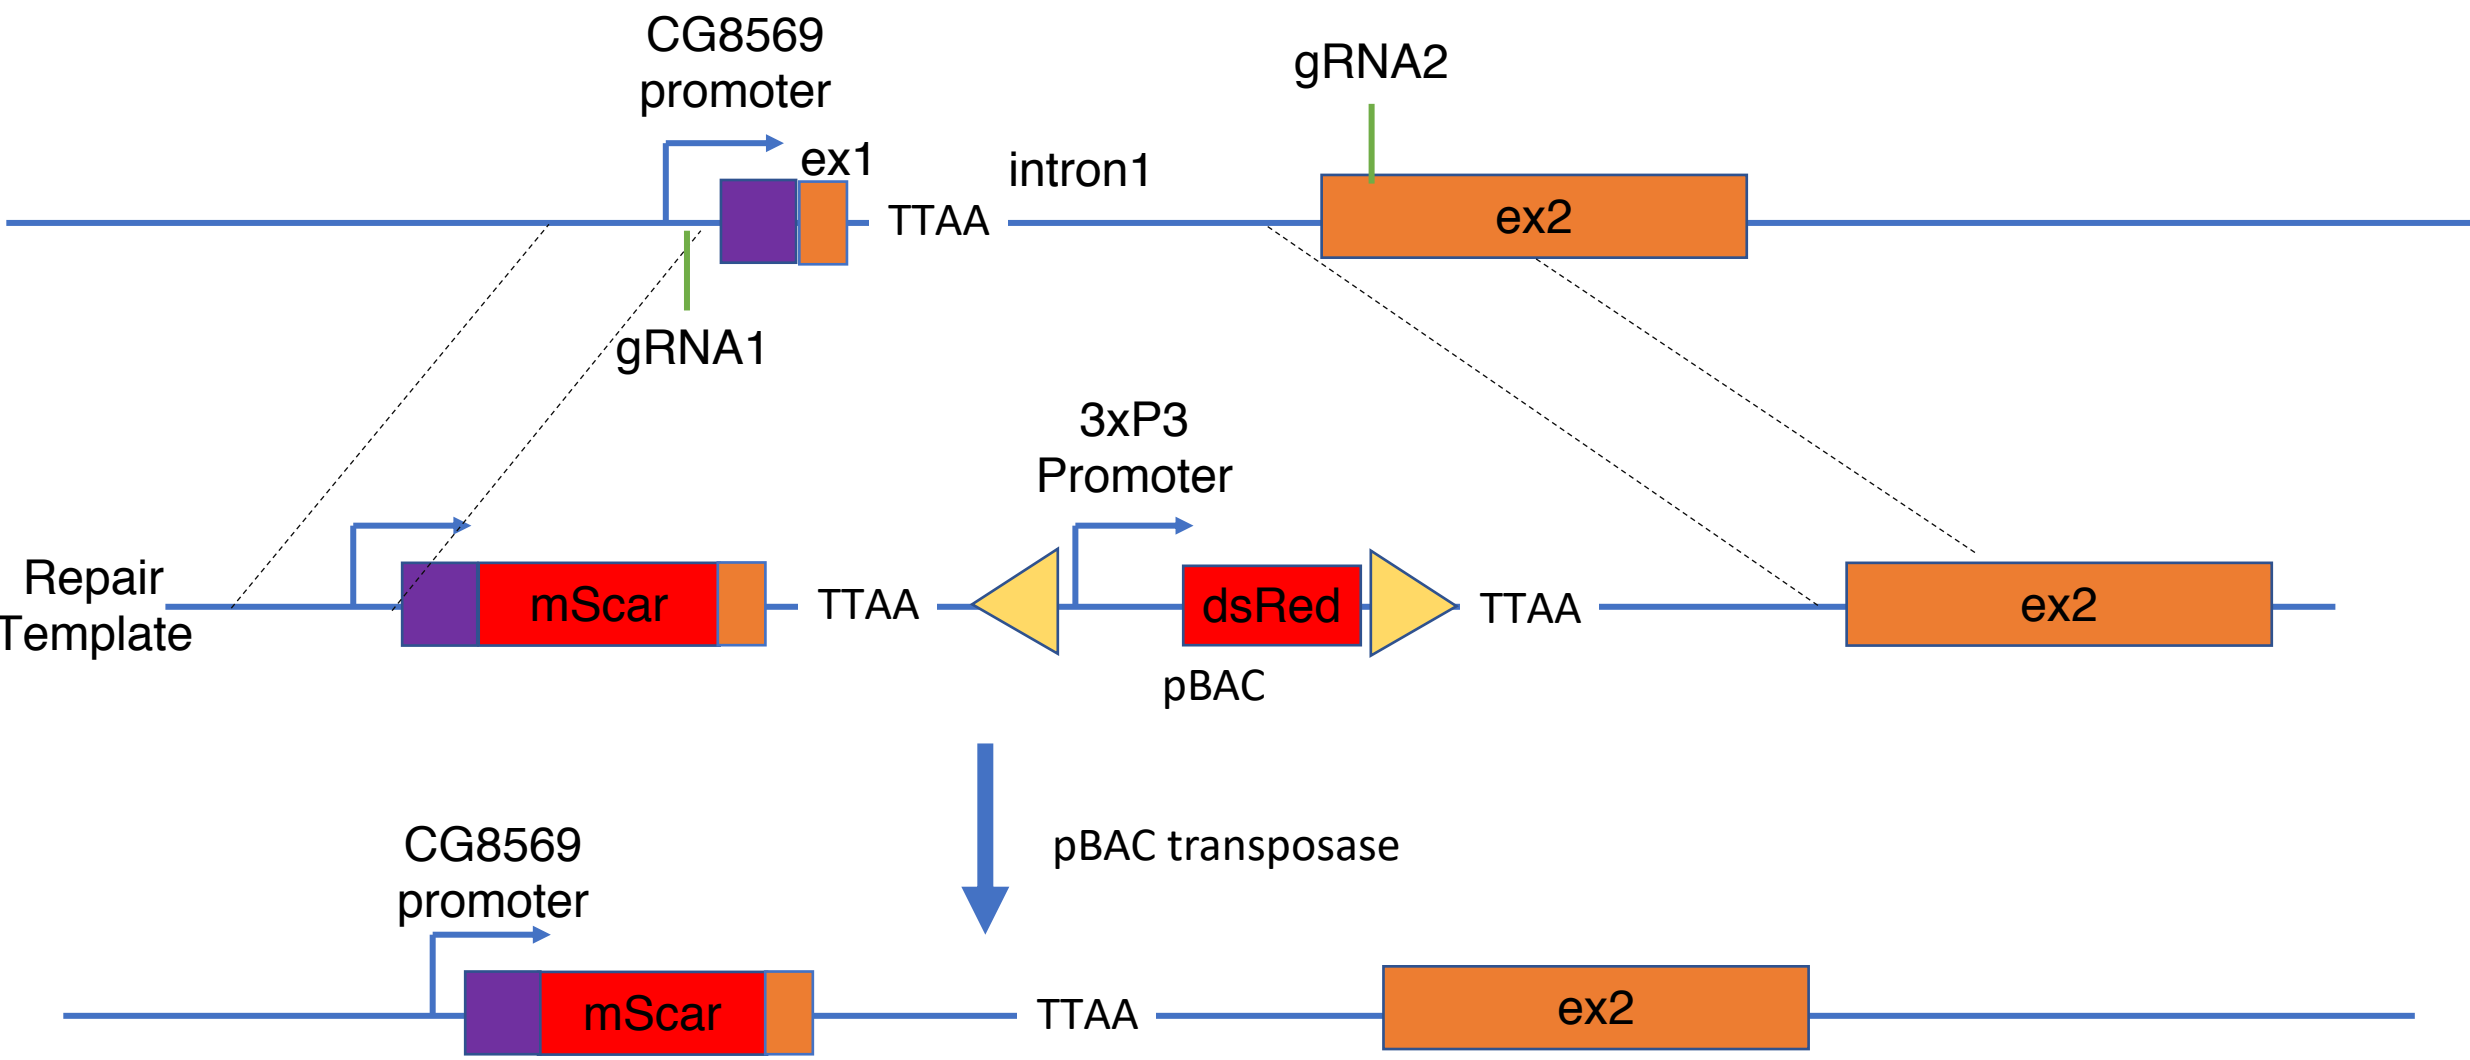 CG8569
promoter
gRNA2
ex1
intron1
TTAA
ex2
gRNA1
3xP3
Promoter
Repair
Template
mScar
TTAA
dsRed
TTAA
ex2
pBAC
pBAC transposase
CG8569
promoter
mScar
TTAA
ex2